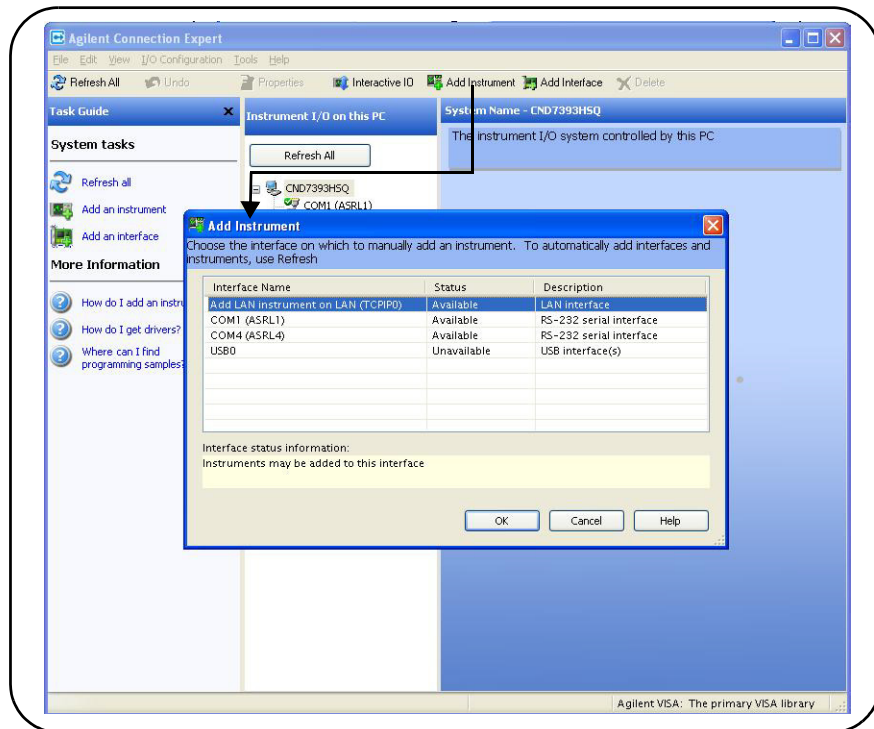 Agilent Connection Expert
File Edit View I/O Configuration Tools Help
Refresh All Undo Properties Interactive IO Add Instrument Add Interface Delete
Task Guide
System tasks
Refresh all
Add an instrument
Add an interface
More Information
How do I add an instru
How do I get drivers?
Where can I find
programming samples?
Instrument I/O on this PC
Refresh All
CND7393HSQ
COM1 (ASRL1)
System Name - CND7393HSQ
The instrument I/O system controlled by this PC
Add Instrument
Choose the interface on which to manually add an instrument. To automatically add interfaces and
instruments, use Refresh
Interface Name Status Description
Add LAN instrument on LAN (TCPIP0) Available LAN interface
COM1 (ASRL1) Available RS-232 serial interface
COM4 (ASRL4) Available RS-232 serial interface
USB0 Unavailable USB interface(s)
Interface status information:
Instruments may be added to this interface
OK Cancel Help
Agilent VISA: The primary VISA library